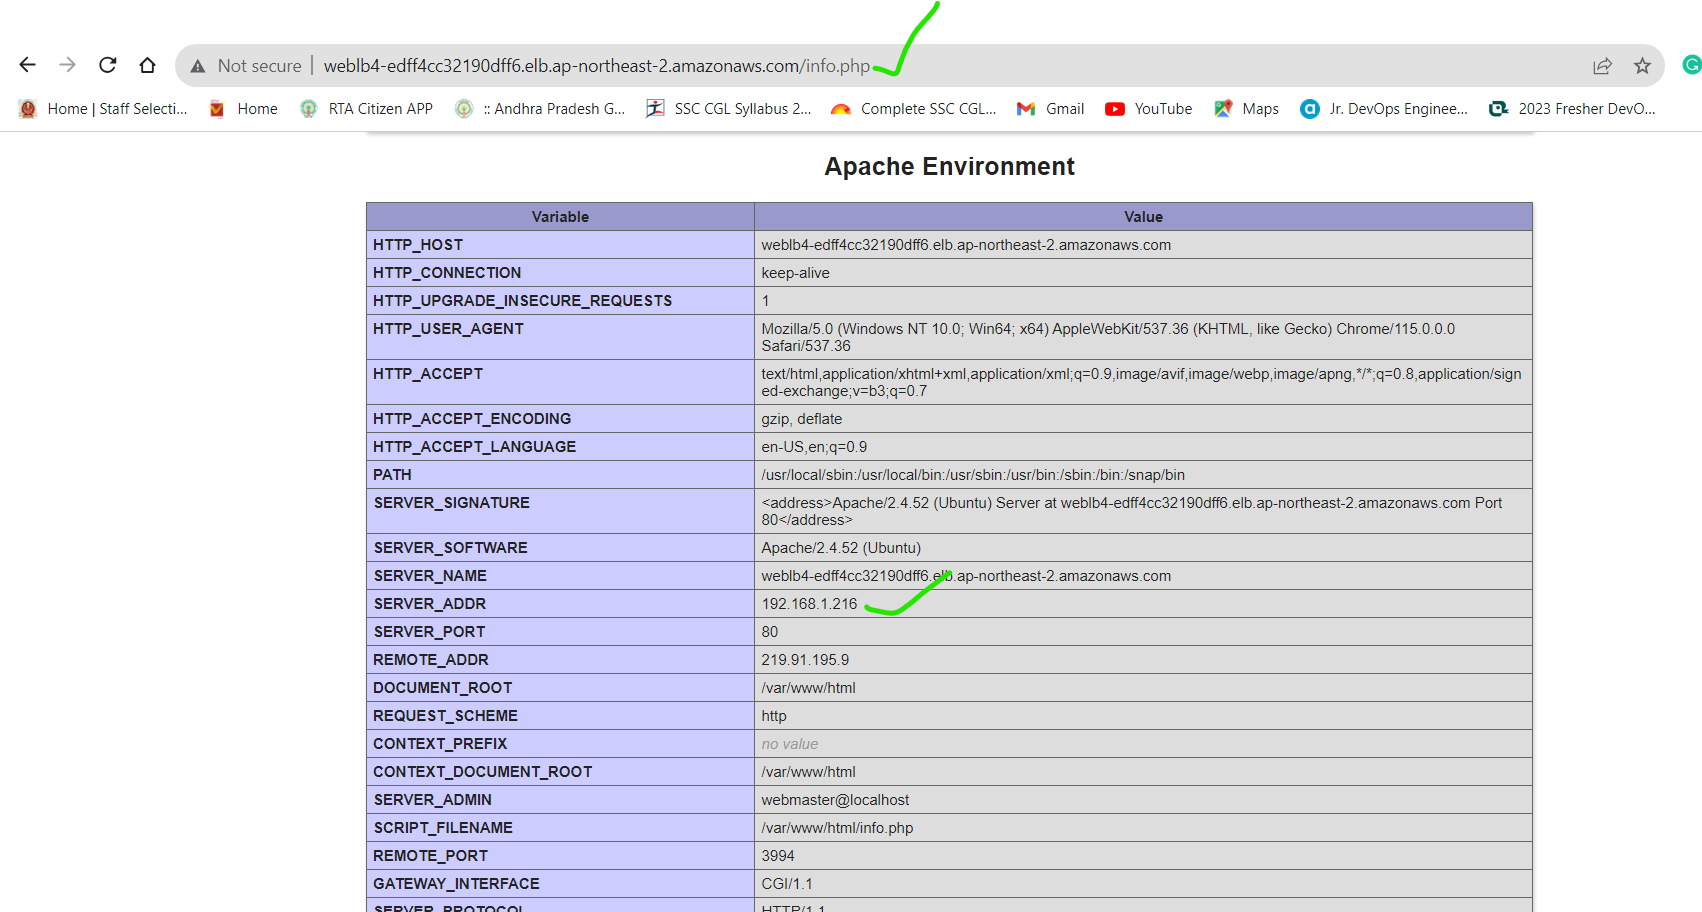 Not secure | weblb4-edff4cc32190dff6.elb.ap-northeast-2.amazonaws.com/info.php
Home | Staff Selecti... Home RTA Citizen APP :: Andhra Pradesh G... SSC CGL Syllabus 2... Complete SSC CGL... Gmail YouTube Maps Jr. DevOps Enginee... 2023 Fresher DevO...
Apache Environment
Variable Value
HTTP_HOST weblb4-edff4cc32190dff6.elb.ap-northeast-2.amazonaws.com
HTTP_CONNECTION keep-alive
HTTP_UPGRADE_INSECURE_REQUESTS 1
HTTP_USER_AGENT Mozilla/5.0 (Windows NT 10.0; Win64; x64) AppleWebKit/537.36 (KHTML, like Gecko) Chrome/115.0.0.0
Safari/537.36
HTTP_ACCEPT text/html,application/xhtml+xml,application/xml;q=0.9,image/avif,image/webp,image/apng,*/*;q=0.8,application/sign
ed-exchange;v=b3;q=0.7
HTTP_ACCEPT_ENCODING gzip, deflate
HTTP_ACCEPT_LANGUAGE en-US,en;q=0.9
PATH /usr/local/sbin:/usr/local/bin:/usr/sbin:/usr/bin:/sbin:/bin:/snap/bin
SERVER_SIGNATURE <address>Apache/2.4.52 (Ubuntu) Server at weblb4-edff4cc32190dff6.elb.ap-northeast-2.amazonaws.com Port
80</address>
SERVER_SOFTWARE Apache/2.4.52 (Ubuntu)
SERVER_NAME weblb4-edff4cc32190dff6.elb.ap-northeast-2.amazonaws.com
SERVER_ADDR 192.168.1.216
SERVER_PORT 80
REMOTE_ADDR 219.91.195.9
DOCUMENT_ROOT /var/www/html
REQUEST_SCHEME http
CONTEXT_PREFIX no value
CONTEXT_DOCUMENT_ROOT /var/www/html
SERVER_ADMIN webmaster@localhost
SCRIPT_FILENAME /var/www/html/info.php
REMOTE_PORT 3994
GATEWAY_INTERFACE CGI/1.1
SERVER_PROTOCOL HTTP/1.1